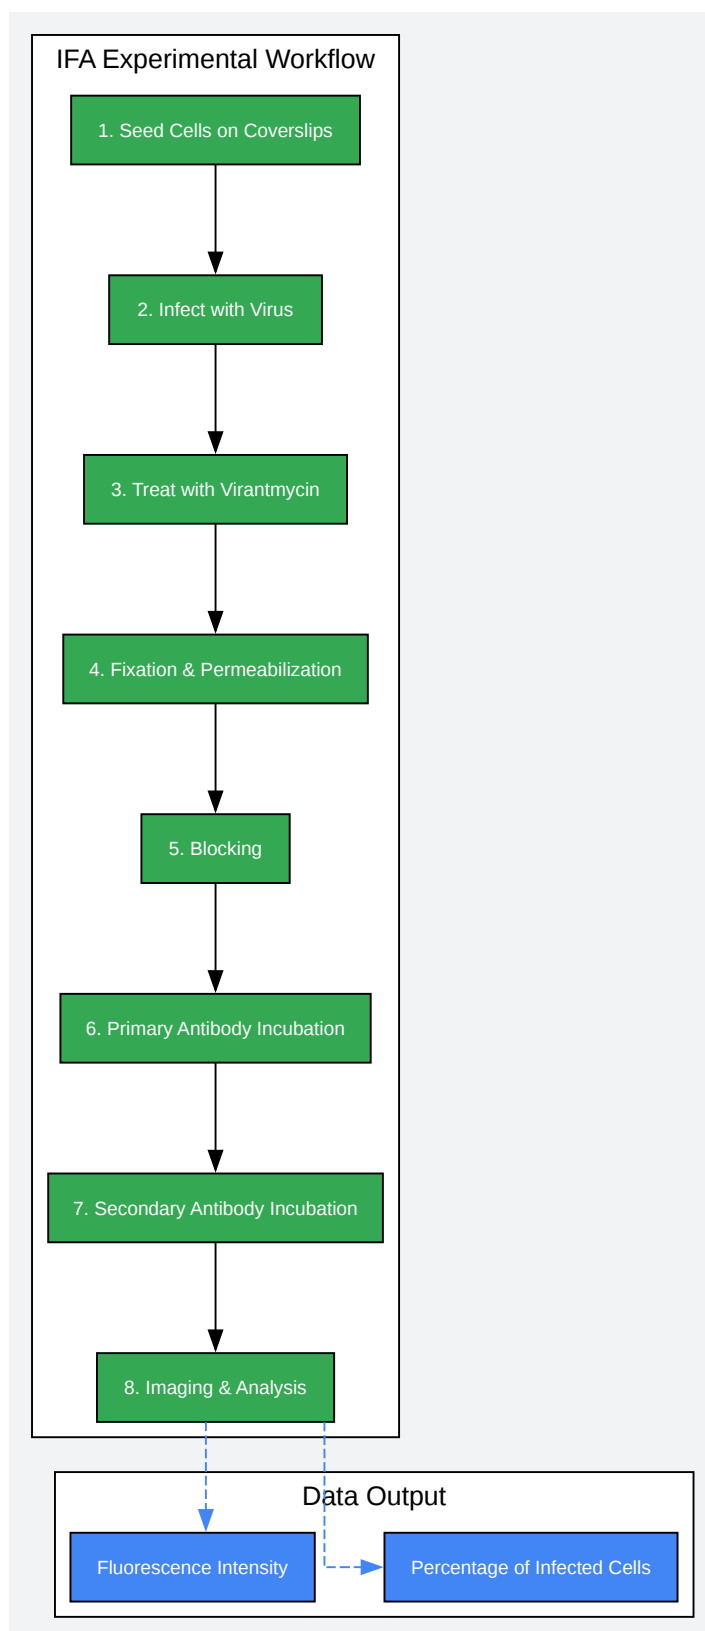 IFA Experimental Workflow
1. Seed Cells on Coverslips
2. Infect with Virus
3. Treat with Virantmycin
4. Fixation & Permeabilization
5. Blocking
6. Primary Antibody Incubation
7. Secondary Antibody Incubation
8. Imaging & Analysis
Data Output
Fluorescence Intensity
Percentage of Infected Cells